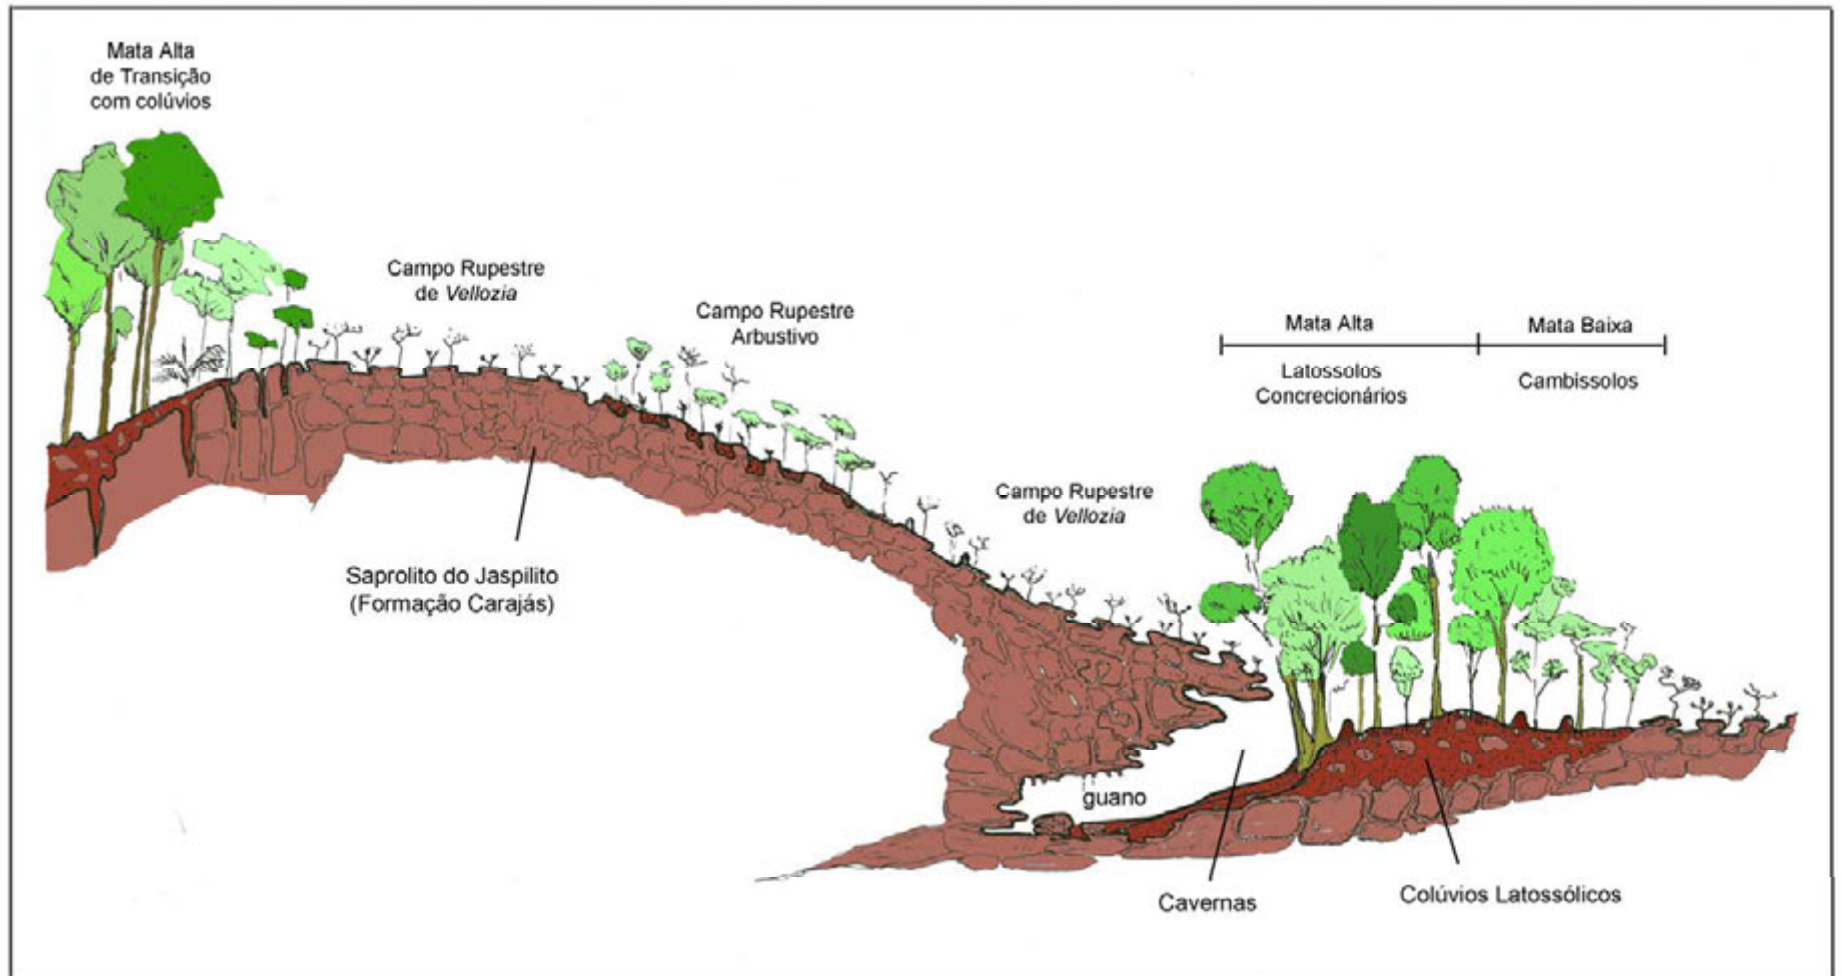 Mata Alta
de Transição
com colúvios
Campo Rupestre
de Vellozia
Campo Rupestre
Arbustivo
Mata Alta
Mata Baixa
Latossolos
Concrecionários
Cambissolos
Campo Rupestre
de Vellozia
Saprolito do Jaspilito
(Formação Carajás)
guano
Cavernas
Colúvios Latossólicos